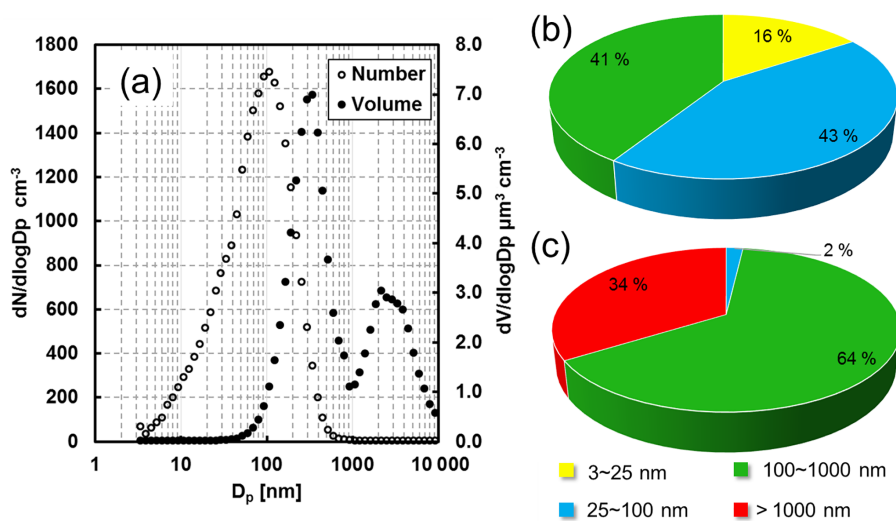 (a)
1800
1600
1400
1200
1000
800
600
400
200
0
dN/dlogDp cm-3
8.0
7.0
6.0
5.0
4.0
3.0
2.0
1.0
0.0
dV/dlogDp µm³ cm-3
Number
Volume
1
10
100
1000
10 000
Dp [nm]
(b)
16 %
41 %
43 %
(c)
2 %
34 %
64 %
3~25 nm
100~1000 nm
25~100 nm
> 1000 nm